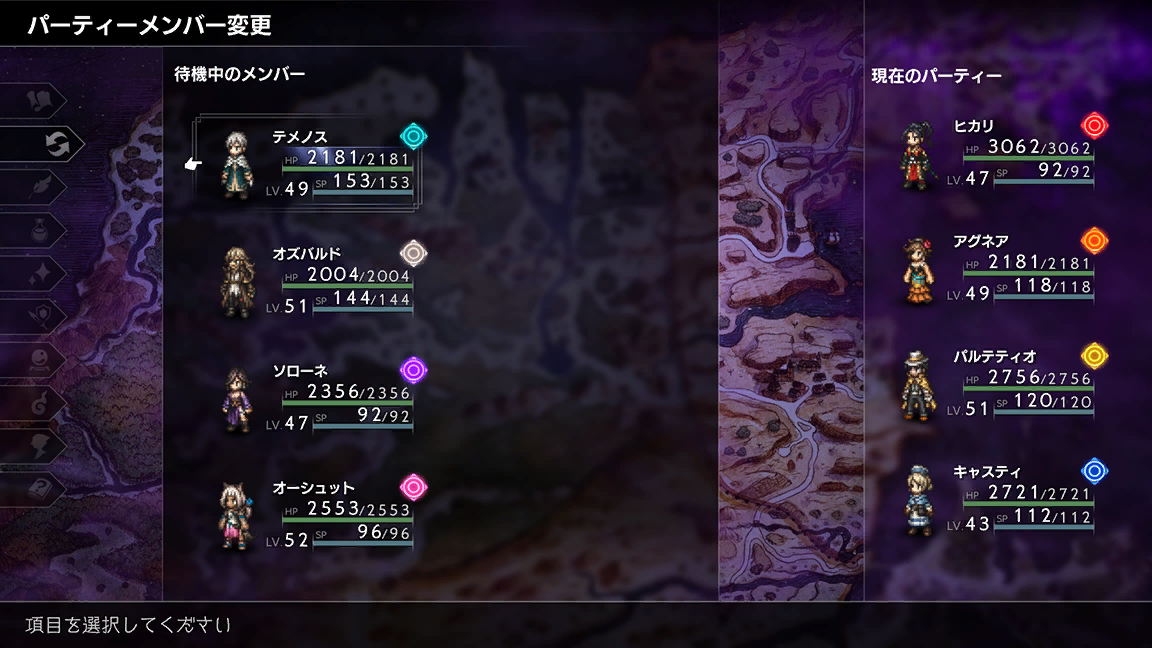 パーティーメンバー変更
待機中のメンバー
テメノス
HP 2181/2181
LV.49 SP 153/153
オズバルド
HP 2004/2004
LV.51 SP 144/144
ソローネ
HP 2356/2356
LV.47 SP 92/92
オーシュット
HP 2553/2553
LV.52 SP 96/96
現在のパーティー
ヒカリ
HP 3062/3062
LV.47 SP 92/92
アグネア
HP 2181/2181
LV.49 SP 118/118
パルテティオ
HP 2756/2756
LV.51 SP 120/120
キャスティ
HP 2721/2721
LV.43 SP 112/112
項目を選択してください